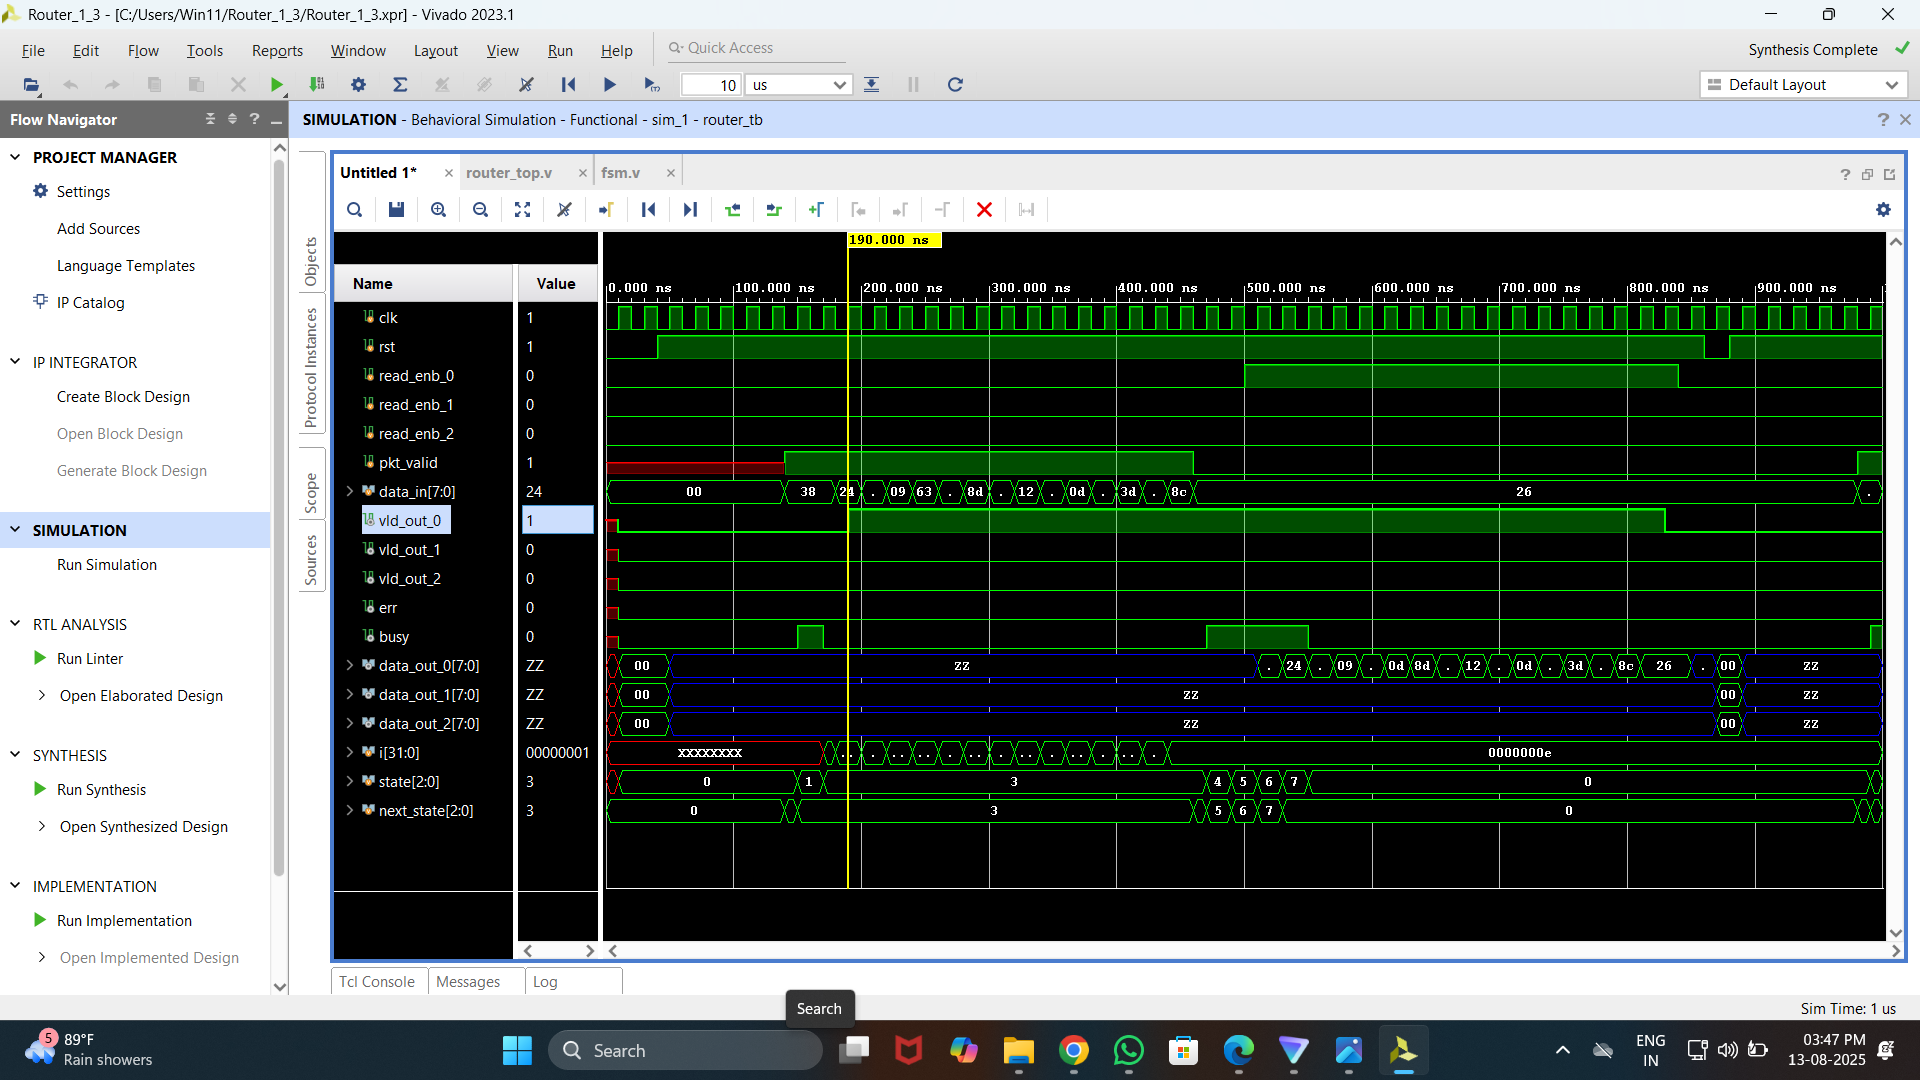 Router_1_3 - [C:/Users/Win11/Router_1_3/Router_1_3.xpr] - Vivado 2023.1
File Edit Flow Tools Reports Window Layout View Run Help Quick Access
Synthesis Complete
10 us
Default Layout
Flow Navigator
SIMULATION - Behavioral Simulation - Functional - sim_1 - router_tb
PROJECT MANAGER
Settings
Add Sources
Language Templates
IP Catalog
IP INTEGRATOR
Create Block Design
Open Block Design
Generate Block Design
SIMULATION
Run Simulation
RTL ANALYSIS
Run Linter
Open Elaborated Design
SYNTHESIS
Run Synthesis
Open Synthesized Design
IMPLEMENTATION
Run Implementation
Open Implemented Design
Objects
Protocol Instances
Scope
Sources
Untitled 1* router_top.v fsm.v
190.000 ns
Name Value
0.000 ns 100.000 ns 200.000 ns 300.000 ns 400.000 ns 500.000 ns 600.000 ns 700.000 ns 800.000 ns 900.000 ns
clk 1
rst 1
read_enb_0 0
read_enb_1 0
read_enb_2 0
pkt_valid 1
data_in[7:0] 24 00 38 24 . 09 63 . 8d . 12 . 0d . 3d . 8c 26 .
vld_out_0 1
vld_out_1 0
vld_out_2 0
err 0
busy 0
data_out_0[7:0] ZZ 00 ZZ . 24 . 09 . 0d 8d . 12 . 0d . 3d . 8c 26 . 00 ZZ
data_out_1[7:0] ZZ 00 ZZ 00 ZZ
data_out_2[7:0] ZZ 00 ZZ 00 ZZ
i[31:0] 00000001 XXXXXXXX .. . .. .. . .. . .. .. . .. . 0000000e
state[2:0] 3 0 1 3 4 5 6 7 0
next_state[2:0] 3 0 3 5 6 7 0
Tcl Console Messages Log
Sim Time: 1 us
Search
5
89°F
Rain showers
Search
ENG
IN
03:47 PM
13-08-2025